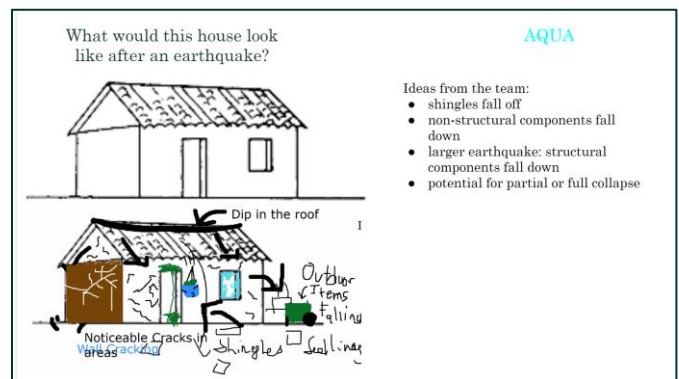 What would this house look
like after an earthquake?
AQUA
Ideas from the team:
● shingles fall off
● non-structural components fall
down
● larger earthquake: structural
components fall down
● potential for partial or full collapse
Dip in the roof
I
Outdoor
Items
falling
Noticeable Cracks in
areas
Wall Cracking
Shingles